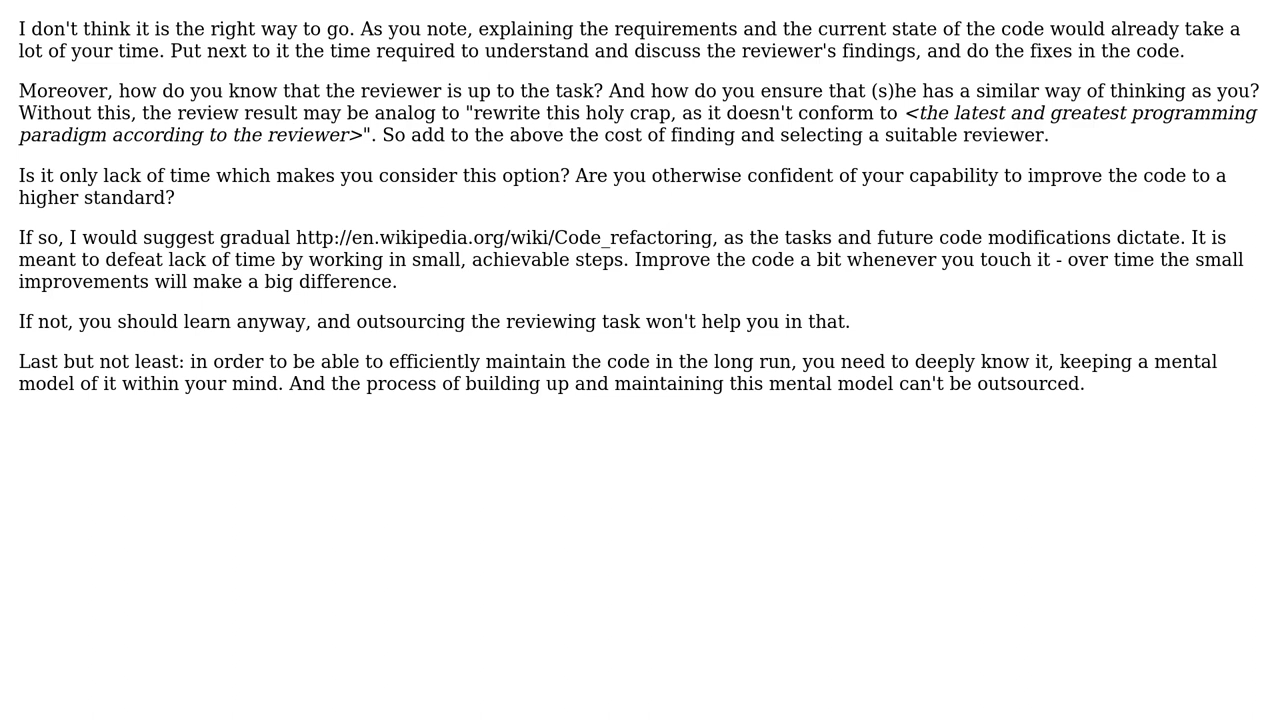 I don't think it is the right way to go. As you note, explaining the requirements and the current state of the code would already take a
lot of your time. Put next to it the time required to understand and discuss the reviewer's findings, and do the fixes in the code.
Moreover, how do you know that the reviewer is up to the task? And how do you ensure that (s)he has a similar way of thinking as you?
Without this, the review result may be analog to "rewrite this holy crap, as it doesn't conform to <the latest and greatest programming
paradigm according to the reviewer>". So add to the above the cost of finding and selecting a suitable reviewer.
Is it only lack of time which makes you consider this option? Are you otherwise confident of your capability to improve the code to a
higher standard?
If so, I would suggest gradual http://en.wikipedia.org/wiki/Code_refactoring, as the tasks and future code modifications dictate. It is
meant to defeat lack of time by working in small, achievable steps. Improve the code a bit whenever you touch it - over time the small
improvements will make a big difference.
If not, you should learn anyway, and outsourcing the reviewing task won't help you in that.
Last but not least: in order to be able to efficiently maintain the code in the long run, you need to deeply know it, keeping a mental
model of it within your mind. And the process of building up and maintaining this mental model can't be outsourced.